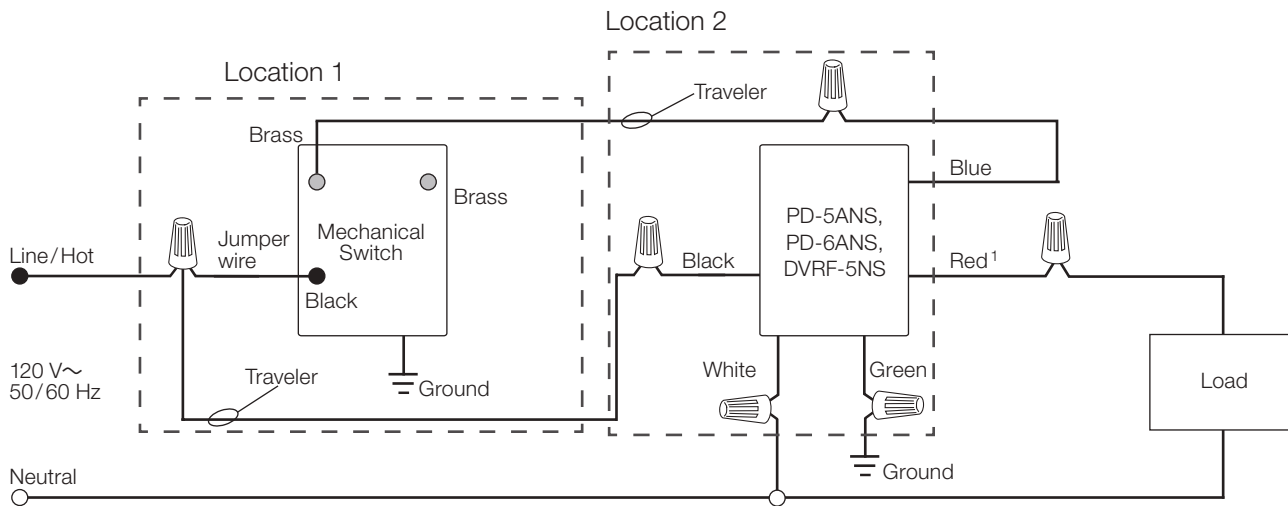 Location 2
Location 1
Traveler
Brass
Blue
Brass
PD-5ANS,
PD-6ANS,
DVRF-5NS
Mechanical
Switch
Line/Hot
Jumper
wire
Black
Red¹
Black
120 V~
50/60 Hz
Traveler
Ground
White
Green
Load
Ground
Neutral